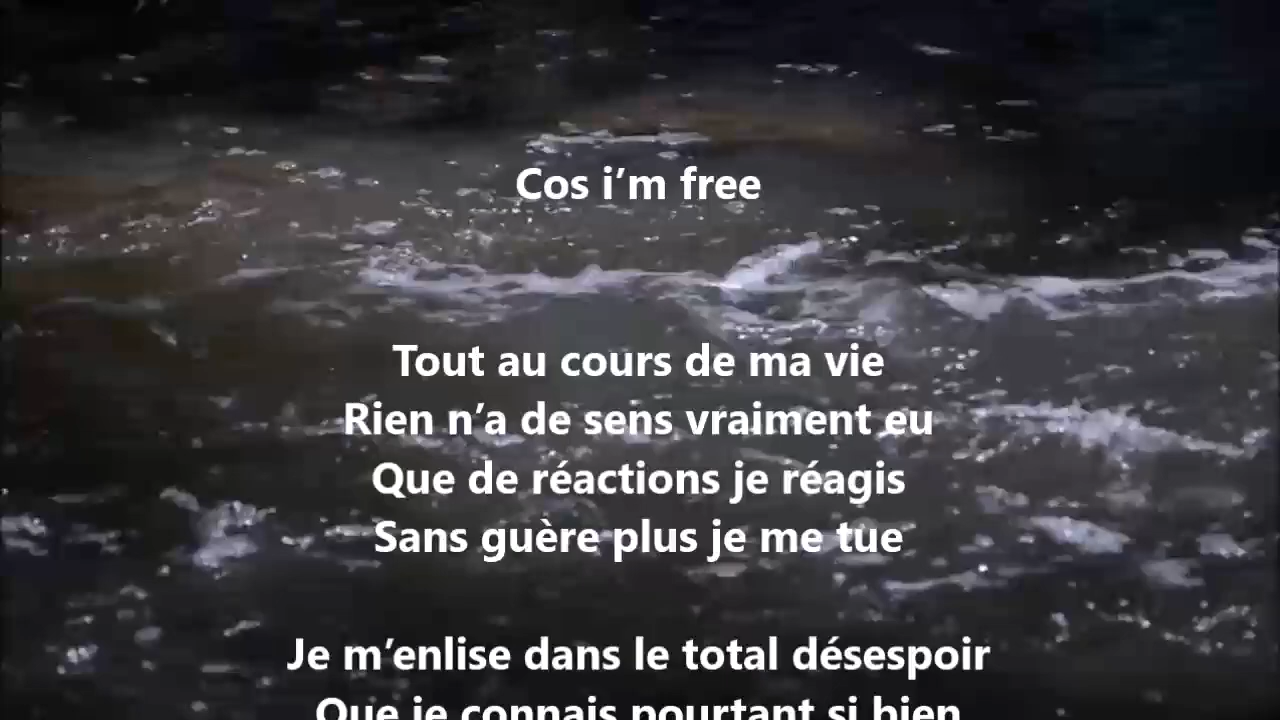 Cos i’m free
Tout au cours de ma vie
Rien n’a de sens vraiment eu
Que de réactions je réagis
Sans guère plus je me tue
Je m’enlise dans le total désespoir
Que je connais pourtant si bien